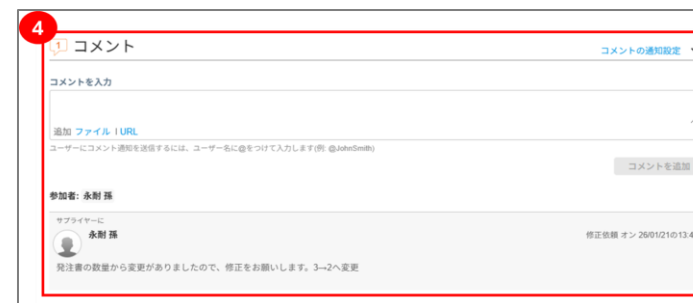 4
1 コメント
コメントの通知設定
コメントを入力
追加 ファイル | URL
ユーザーにコメント通知を送信するには、ユーザー名に@をつけて入力します(例: @JohnSmith)
コメントを追加
参加者: 永耐 孫
サプライヤーに
永耐 孫
修正依頼 オン 26/01/21の13:4
発注書の数量から変更がありましたので、修正をお願いします。3→2へ変更